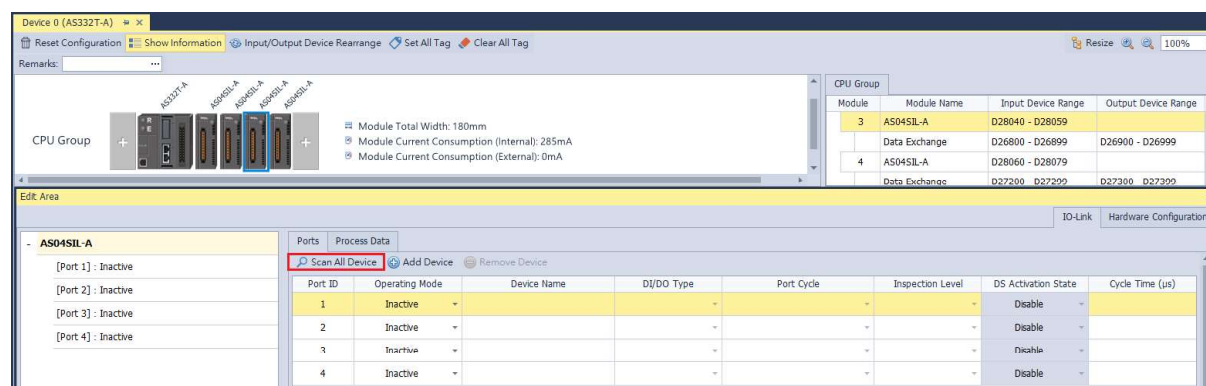 Device 0 (AS332T-A)
Reset Configuration Show Information Input/Output Device Rearrange Set All Tag Clear All Tag Resize 100%
Remarks: ...
AS332T-A AS04SIL-A AS04SIL-A AS04SIL-A AS04SIL-A
CPU Group
Module Total Width: 180mm
Module Current Consumption (Internal): 285mA
Module Current Consumption (External): 0mA
CPU Group
Module Module Name Input Device Range Output Device Range
3 AS04SIL-A D28040 - D28059
Data Exchange D26800 - D26899 D26900 - D26999
4 AS04SIL-A D28060 - D28079
Data Exchange D27200 D27299 D27300 D27399
Edit Area
IO-Link Hardware Configuration
- AS04SIL-A
[Port 1] : Inactive
[Port 2] : Inactive
[Port 3] : Inactive
[Port 4] : Inactive
Ports Process Data
Scan All Device Add Device Remove Device
Port ID Operating Mode Device Name DI/DO Type Port Cycle Inspection Level DS Activation State Cycle Time (μs)
1 Inactive Disable
2 Inactive Disable
3 Inactive Disable
4 Inactive Disable